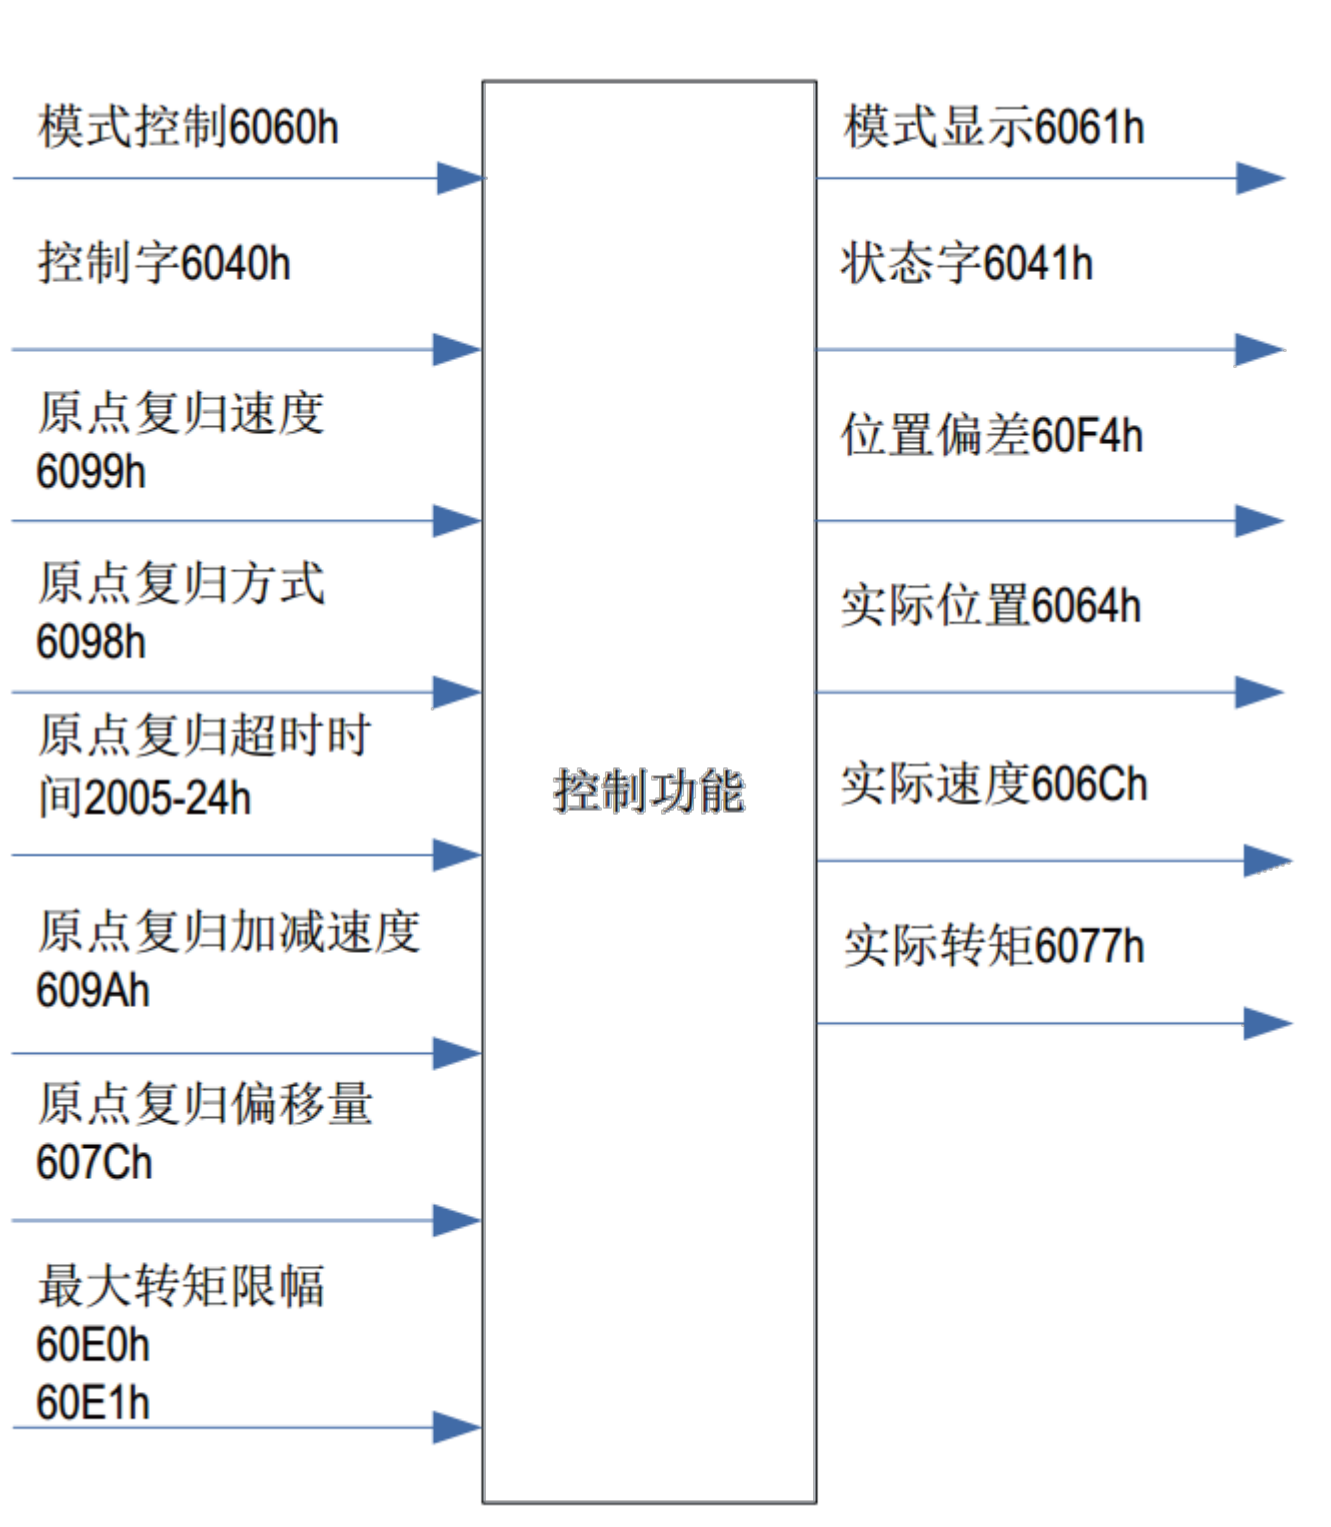 模式控制6060h
控制字6040h
原点复归速度
6099h
原点复归方式
6098h
原点复归超时时
间2005-24h
原点复归加减速度
609Ah
原点复归偏移量
607Ch
最大转矩限幅
60E0h
60E1h
控制功能
模式显示6061h
状态字6041h
位置偏差60F4h
实际位置6064h
实际速度606Ch
实际转矩6077h